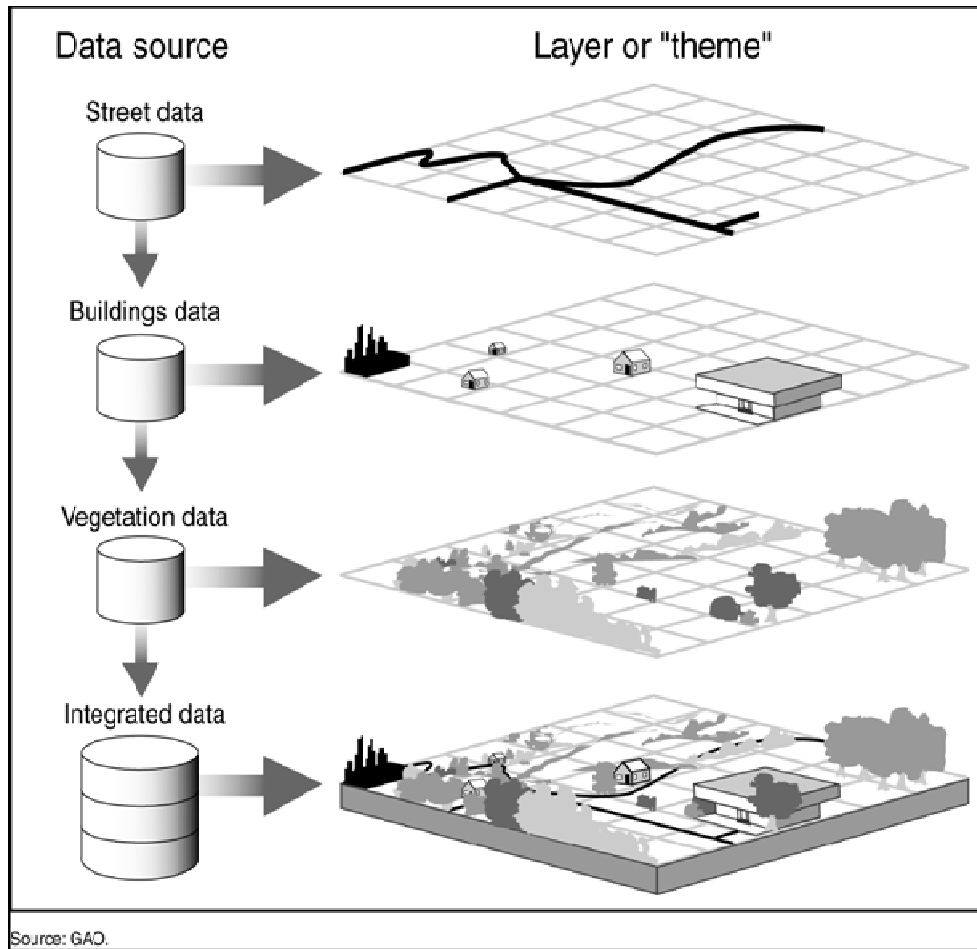 Data source
Layer or "theme"
Street data
Buildings data
Vegetation data
Integrated data
Source: GAO.